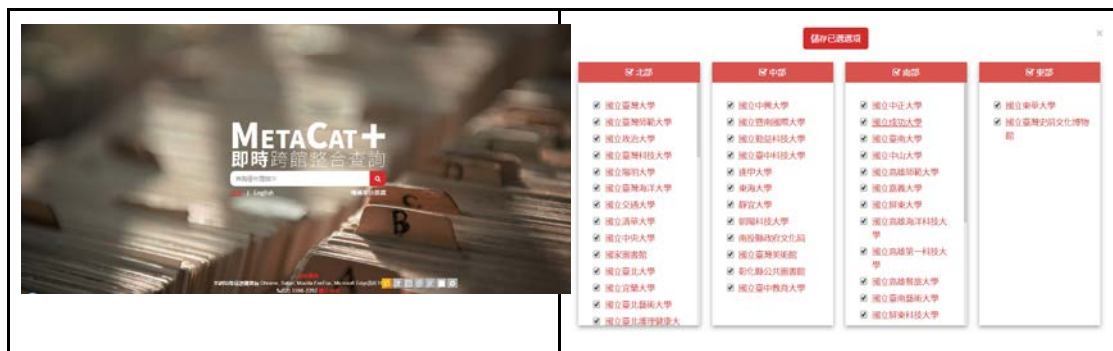 METACAT+
即時跨館整合查詢
English
B
儲存已選選項
北部
國立臺灣大學
國立臺灣師範大學
國立政治大學
國立臺灣科技大學
國立陽明大學
國立臺灣海洋大學
國立交通大學
國立清華大學
國立中央大學
國家圖書館
國立臺北大學
國立宜蘭大學
國立臺北藝術大學
國立臺北護理健康大
中部
國立中興大學
國立暨南國際大學
國立勤益科技大學
國立臺中科技大學
逢甲大學
東海大學
靜宜大學
朝陽科技大學
南投縣政府文化局
國立臺灣美術館
彰化縣公共圖書館
國立臺中教育大學
南部
國立中正大學
國立成功大學
國立臺南大學
國立中山大學
國立高雄師範大學
國立嘉義大學
國立屏東大學
國立高雄海洋科技大
學
國立高雄第一科技大
學
國立高雄餐旅大學
國立臺南藝術大學
國立屏東科技大學
東部
國立東華大學
國立臺灣史前文化博物
館